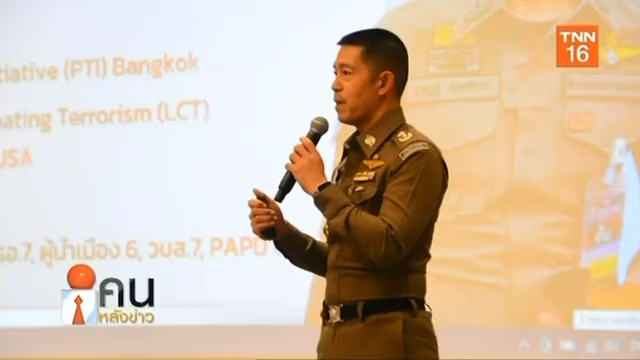 TNN
16
itiative (PTI) Bangkok
bating Terrorism (LCT)
USA
รอ.7, ผู้นำเมือง 6, วบส.7, PAPU
คน
หลังข่าว